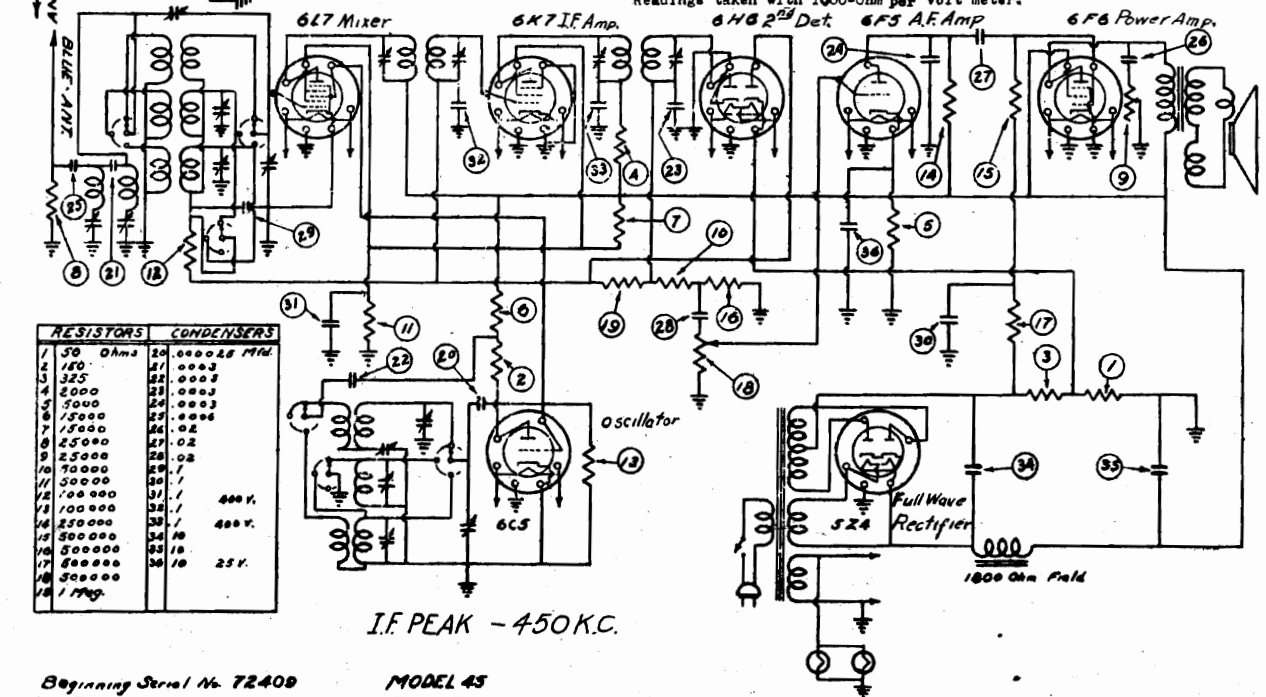 Readings taken with 1000-Ohm per volt meter.
6L7 Mixer
6K7 I.F. Amp.
6H6 2nd Det.
6F5 A.F. Amp
6F6 Power Amp.
BLUE-ANT.
24
27
26
32
33
4
23
14
15
9
25
8
21
12
29
7
10
5
36
31
11
6
19
28
16
30
17
22
20
2
18
3
1
RESISTORS CONDENSERS
1 50 Ohms 20 .000025 Mfd.
2 150 21 .0003
3 325 22 .0003
4 2000 23 .0003
5 5000 24 .0003
6 15000 25
7 15000 26 .02
8 25000 27 .02
9 25000 28 .02
10 50000 29 .1
11 50000 30 .1
12 100000 31 .1 400 V.
13 100000 32 .1
14 250000 33 .1 400 V.
15 500000 34 10
16 500000 35 10
17 500000 36 10 25 V.
18 500000
19 1 Meg.
Oscillator
13
6C5
34
35
5Z4
Full Wave
Rectifier
1800 Ohm Field
I.F. PEAK - 450 K.C.
Beginning Serial No. 72409
MODEL 45